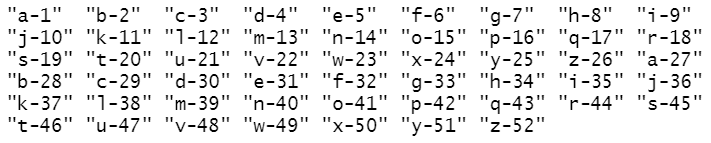 "a-1" "b-2" "c-3" "d-4" "e-5" "f-6" "g-7" "h-8" "i-9"
"j-10" "k-11" "l-12" "m-13" "n-14" "o-15" "p-16" "q-17" "r-18"
"s-19" "t-20" "u-21" "v-22" "w-23" "x-24" "y-25" "z-26" "a-27"
"b-28" "c-29" "d-30" "e-31" "f-32" "g-33" "h-34" "i-35" "j-36"
"k-37" "l-38" "m-39" "n-40" "o-41" "p-42" "q-43" "r-44" "s-45"
"t-46" "u-47" "v-48" "w-49" "x-50" "y-51" "z-52"